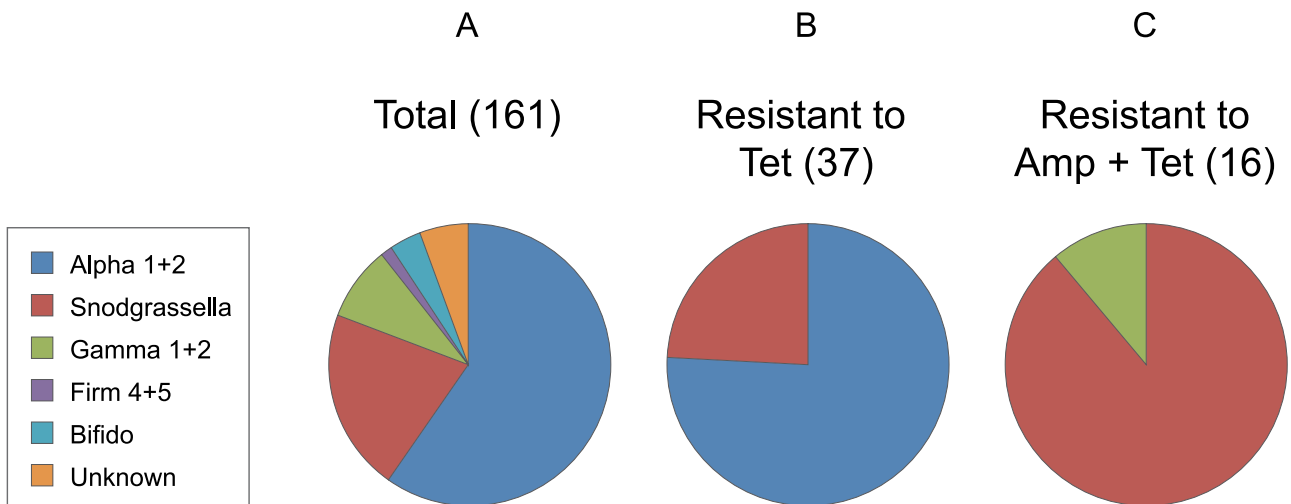 A
B
C
Total (161)
Resistant to
Tet (37)
Resistant to
Amp + Tet (16)
Alpha 1+2
Snodgrassella
Gamma 1+2
Firm 4+5
Bifido
Unknown